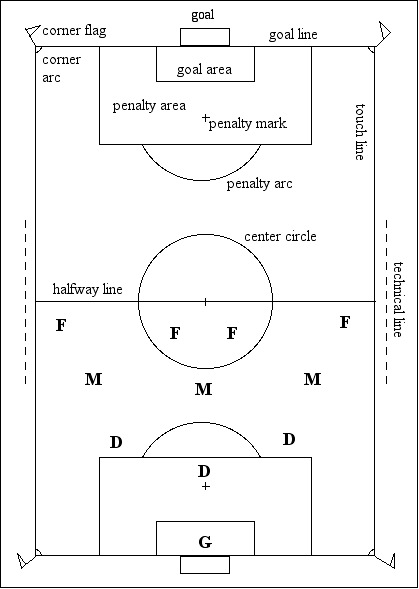 goal
corner flag
goal line
corner
arc
goal area
penalty area
penalty mark
touch line
penalty arc
center circle
technical line
halfway line
F
F
F
F
M
M
M
D
D
D
G